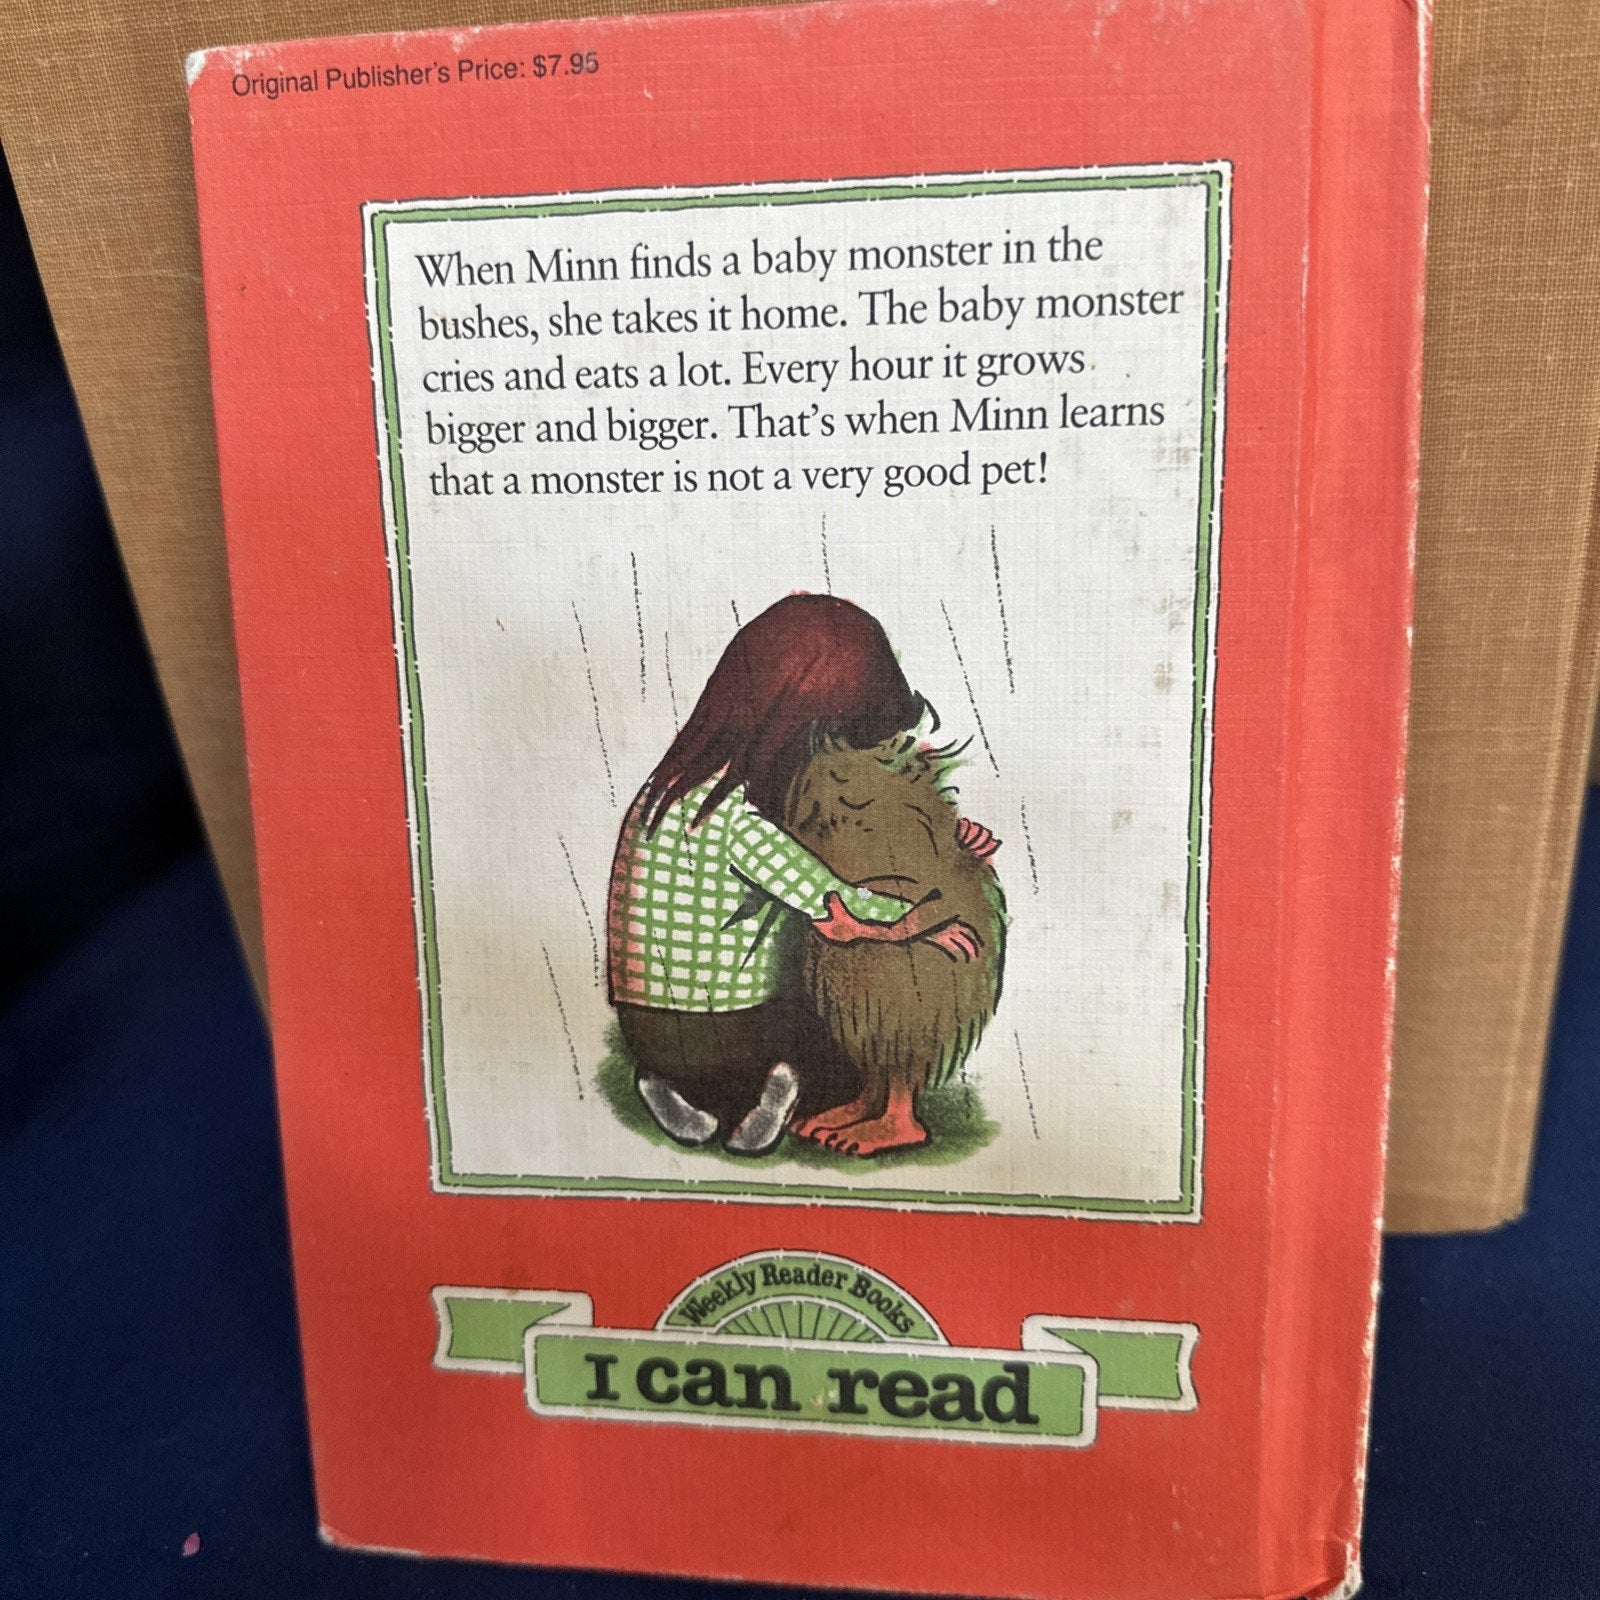 Original Publisher's Price: $7.95
When Minn finds a baby monster in the
bushes, she takes it home. The baby monster
cries and eats a lot. Every hour it grows
bigger and bigger. That's when Minn learns
that a monster is not a very good pet!
Weekly Reader Books
I can read